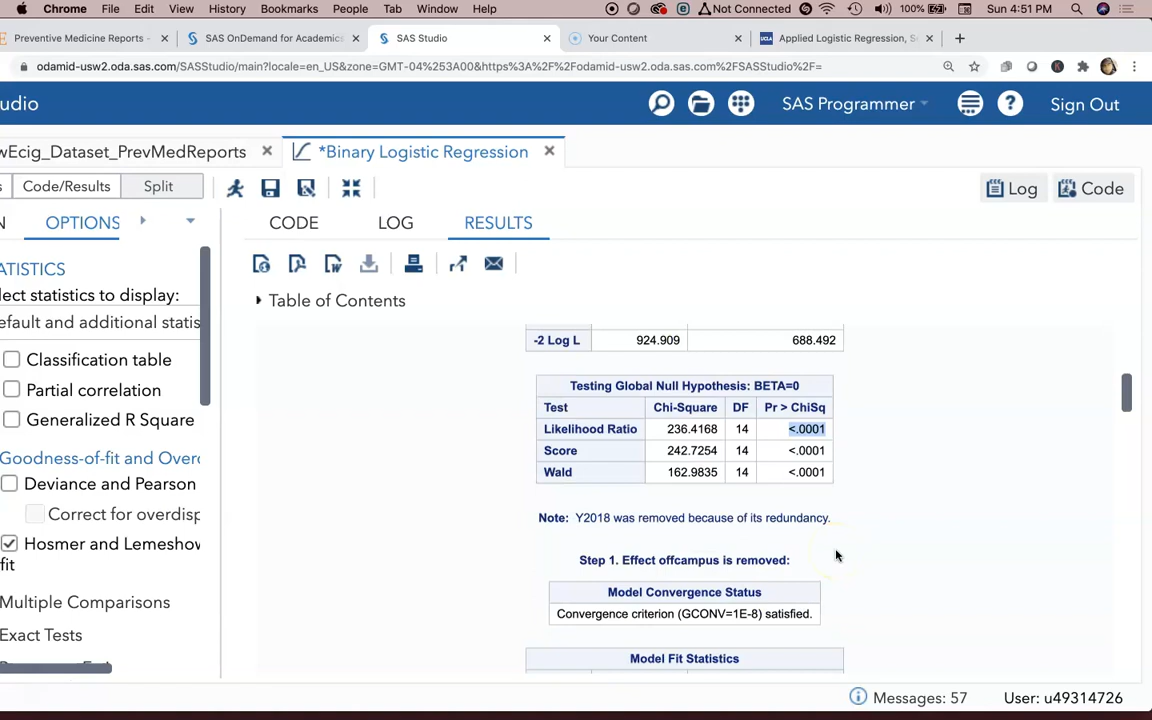 Chrome File Edit View History Bookmarks People Tab Window Help Not Connected 100% Sun 4:51 PM
Preventive Medicine Reports - SAS OnDemand for Academics SAS Studio Your Content Applied Logistic Regression, S
odamid-usw2.oda.sas.com/SASStudio/main?locale=en_US&zone=GMT-04%253A00&https%3A%2F%2Fodamid-usw2.oda.sas.com%2FSASStudio%2F=
udio SAS Programmer Sign Out
wEcig_Dataset_PrevMedReports *Binary Logistic Regression
s Code/Results Split Log Code
N OPTIONS CODE LOG RESULTS
ATISTICS
lect statistics to display:
Table of Contents
efault and additional statis
-2 Log L 924.909 688.492
Classification table
Partial correlation
Generalized R Square
Testing Global Null Hypothesis: BETA=0
Test Chi-Square DF Pr > ChiSq
Likelihood Ratio 236.4168 14 <.0001
Score 242.7254 14 <.0001
Wald 162.9835 14 <.0001
Goodness-of-fit and Over
Deviance and Pearson
Correct for overdisp
Hosmer and Lemeshov
fit
Note: Y2018 was removed because of its redundancy.
Step 1. Effect offcampus is removed:
Model Convergence Status
Convergence criterion (GCONV=1E-8) satisfied.
Multiple Comparisons
Exact Tests
Model Fit Statistics
Messages: 57 User: u49314726